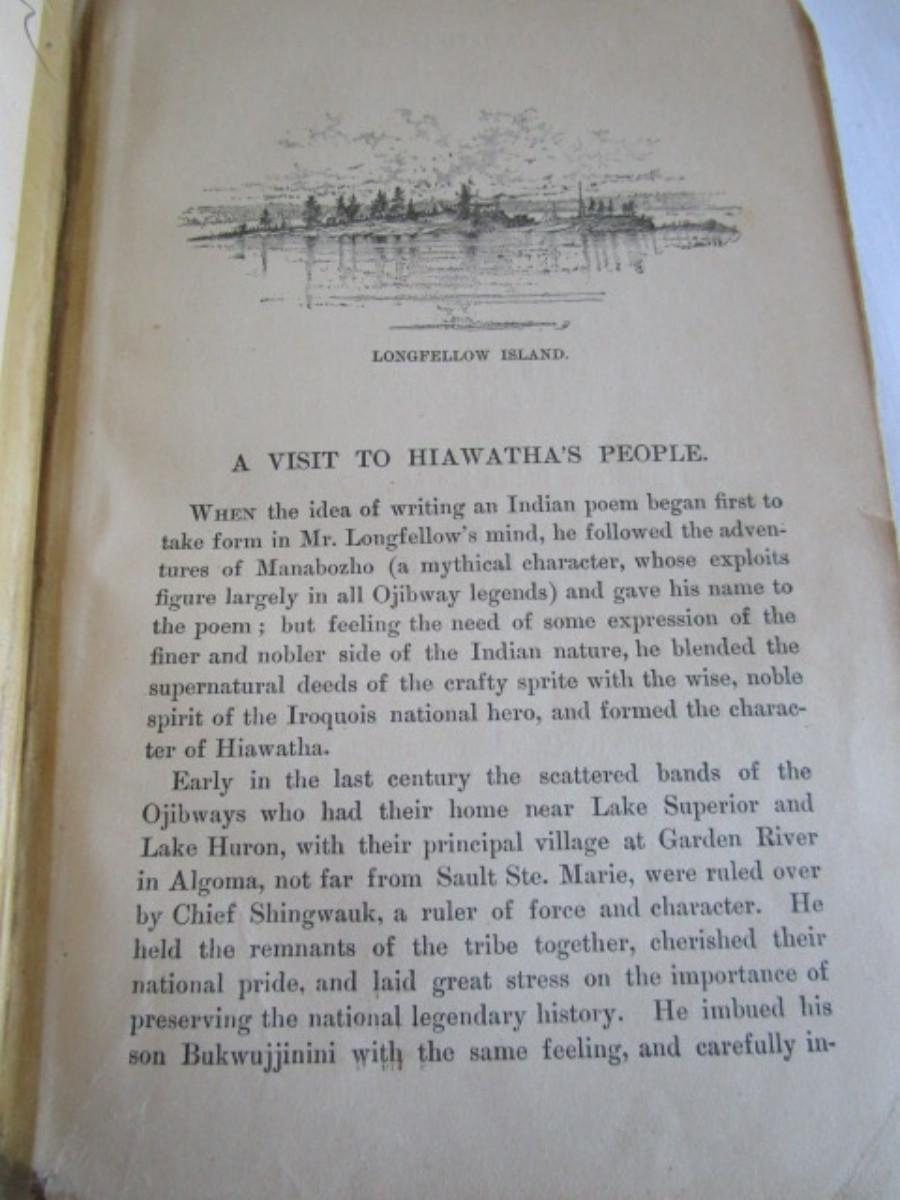 LONGFELLOW ISLAND.
A VISIT TO HIAWATHA'S PEOPLE.
WHEN the idea of writing an Indian poem began first to
take form in Mr. Longfellow's mind, he followed the adven-
tures of Manabozho (a mythical character, whose exploits
figure largely in all Ojibway legends) and gave his name to
the poem; but feeling the need of some expression of the
finer and nobler side of the Indian nature, he blended the
supernatural deeds of the crafty sprite with the wise, noble
spirit of the Iroquois national hero, and formed the charac-
ter of Hiawatha.
Early in the last century the scattered bands of the
Ojibways who had their home near Lake Superior and
Lake Huron, with their principal village at Garden River
in Algoma, not far from Sault Ste. Marie, were ruled over
by Chief Shingwauk, a ruler of force and character. He
held the remnants of the tribe together, cherished their
national pride, and laid great stress on the importance of
preserving the national legendary history. He imbued his
son Bukwujjinini with the same feeling, and carefully in-